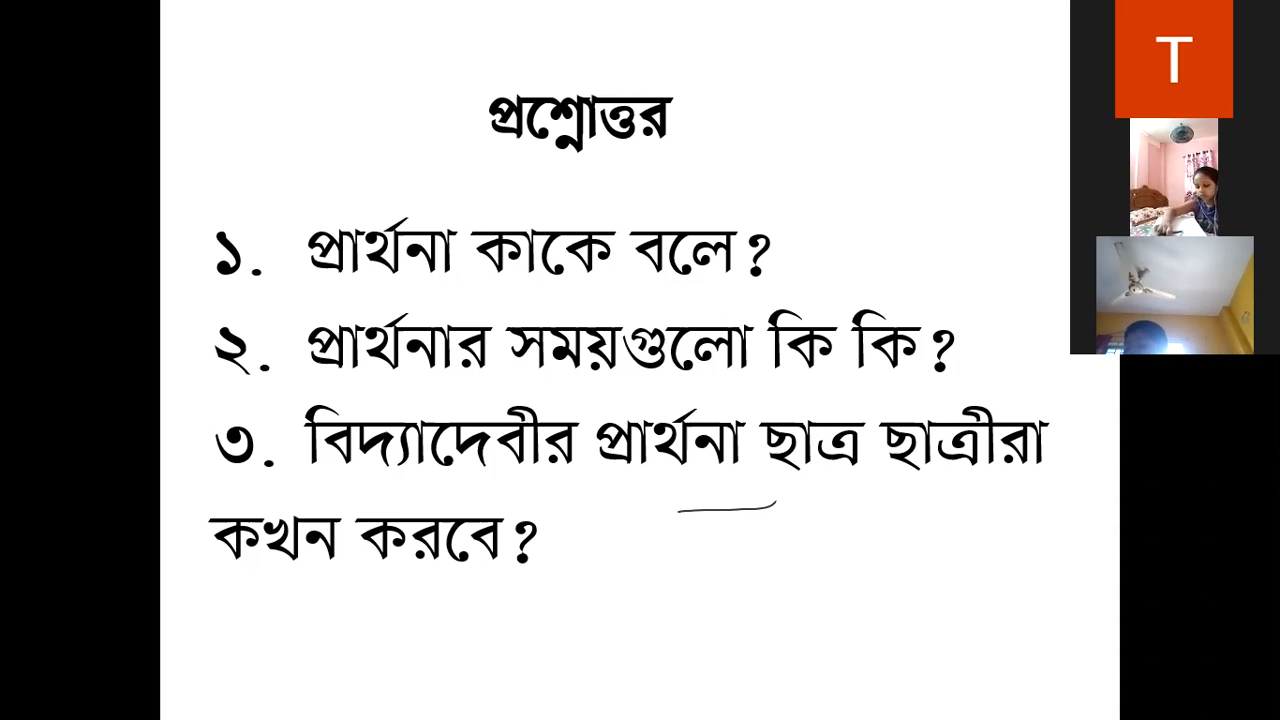 T
প্রশ্নোত্তর
১. প্রার্থনা কাকে বলে?
২. প্রার্থনার সময়গুলো কি কি?
৩. বিদ্যাদেবীর প্রার্থনা ছাত্র ছাত্রীরা
কখন করবে?